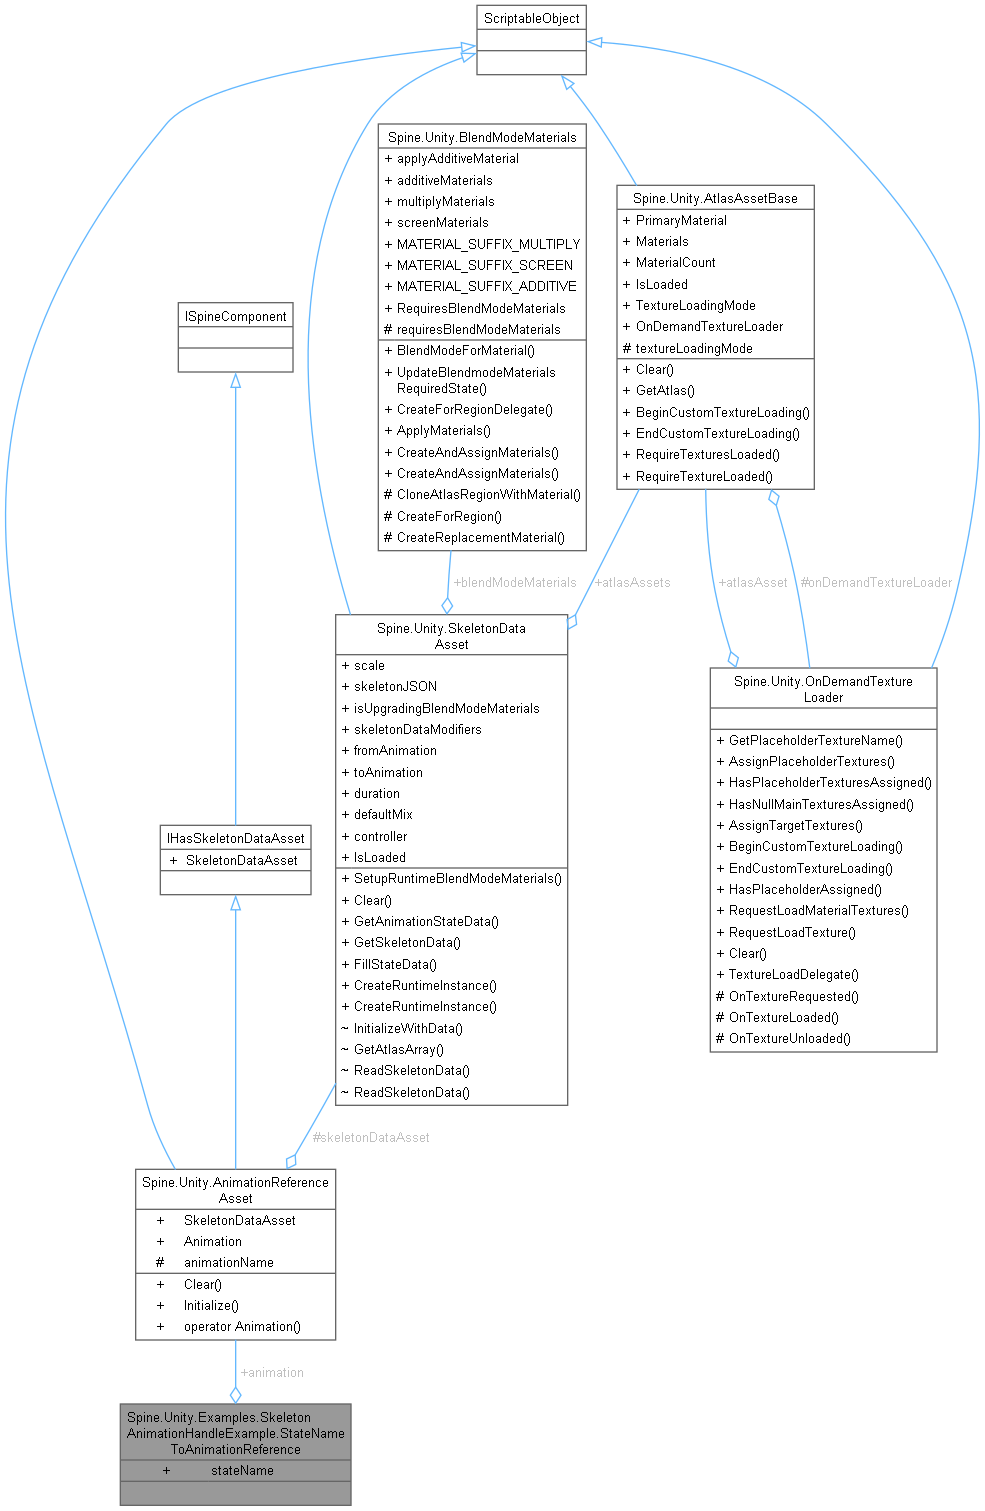 ScriptableObject
Spine.Unity.BlendModeMaterials
+ applyAdditiveMaterial
+ additiveMaterials
+ multiplyMaterials
+ screenMaterials
+ MATERIAL_SUFFIX_MULTIPLY
+ MATERIAL_SUFFIX_SCREEN
+ MATERIAL_SUFFIX_ADDITIVE
+ RequiresBlendModeMaterials
# requiresBlendModeMaterials
+ BlendModeForMaterial()
+ UpdateBlendmodeMaterials
RequiredState()
+ CreateForRegionDelegate()
+ ApplyMaterials()
+ CreateAndAssignMaterials()
+ CreateAndAssignMaterials()
# CloneAtlasRegionWithMaterial()
# CreateForRegion()
# CreateReplacementMaterial()
Spine.Unity.AtlasAssetBase
+ PrimaryMaterial
+ Materials
+ MaterialCount
+ IsLoaded
+ TextureLoadingMode
+ OnDemandTextureLoader
# textureLoadingMode
+ Clear()
+ GetAtlas()
+ BeginCustomTextureLoading()
+ EndCustomTextureLoading()
+ RequireTexturesLoaded()
+ RequireTextureLoaded()
ISpineComponent
+blendModeMaterials
+atlasAssets
+atlasAsset
#onDemandTextureLoader
Spine.Unity.SkeletonData
Asset
+ scale
+ skeletonJSON
+ isUpgradingBlendModeMaterials
+ skeletonDataModifiers
+ fromAnimation
+ toAnimation
+ duration
+ defaultMix
+ controller
+ IsLoaded
+ SetupRuntimeBlendModeMaterials()
+ Clear()
+ GetAnimationStateData()
+ GetSkeletonData()
+ FillStateData()
+ CreateRuntimeInstance()
+ CreateRuntimeInstance()
~ InitializeWithData()
~ GetAtlasArray()
~ ReadSkeletonData()
~ ReadSkeletonData()
Spine.Unity.OnDemandTexture
Loader
+ GetPlaceholderTextureName()
+ AssignPlaceholderTextures()
+ HasPlaceholderTexturesAssigned()
+ HasNullMainTexturesAssigned()
+ AssignTargetTextures()
+ BeginCustomTextureLoading()
+ EndCustomTextureLoading()
+ HasPlaceholderAssigned()
+ RequestLoadMaterialTextures()
+ RequestLoadTexture()
+ Clear()
+ TextureLoadDelegate()
# OnTextureRequested()
# OnTextureLoaded()
# OnTextureUnloaded()
IHasSkeletonDataAsset
+ SkeletonDataAsset
#skeletonDataAsset
Spine.Unity.AnimationReference
Asset
+ SkeletonDataAsset
+ Animation
# animationName
+ Clear()
+ Initialize()
+ operator Animation()
+animation
Spine.Unity.Examples.Skeleton
AnimationHandleExample.StateName
ToAnimationReference
+ stateName